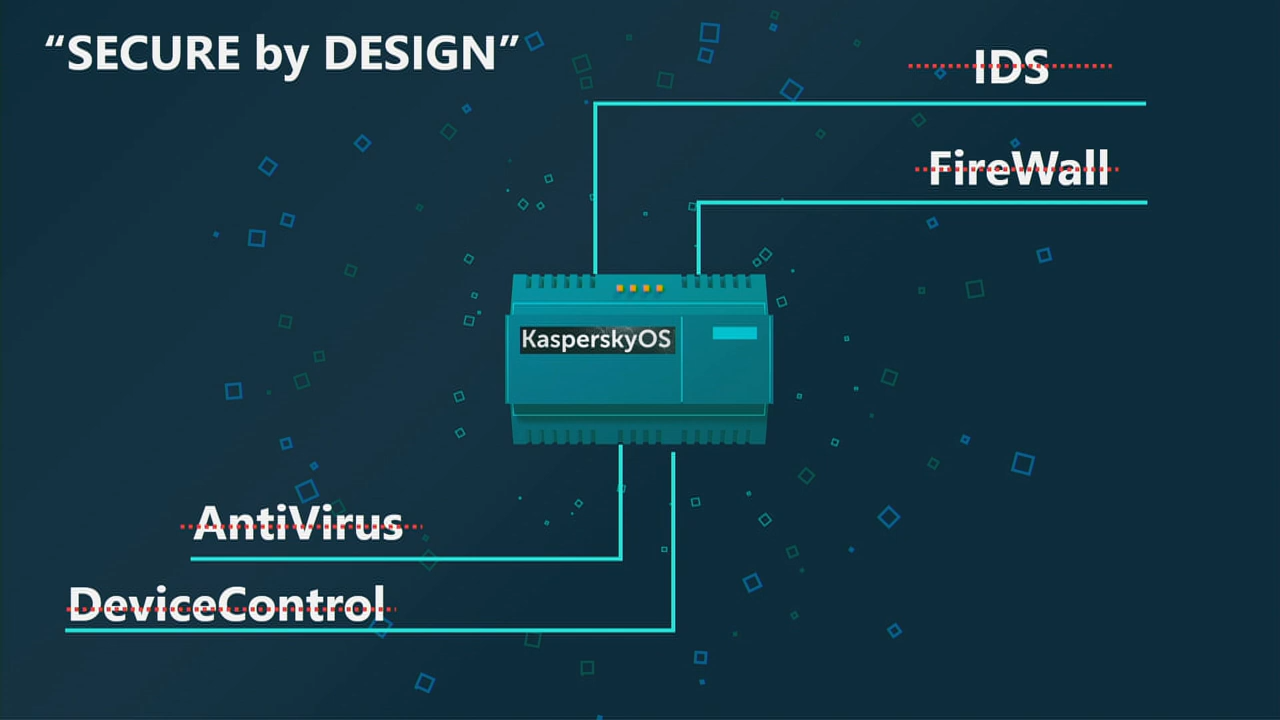 “SECURE by DESIGN”
IDS
FireWall
KasperskyOS
AntiVirus
DeviceControl